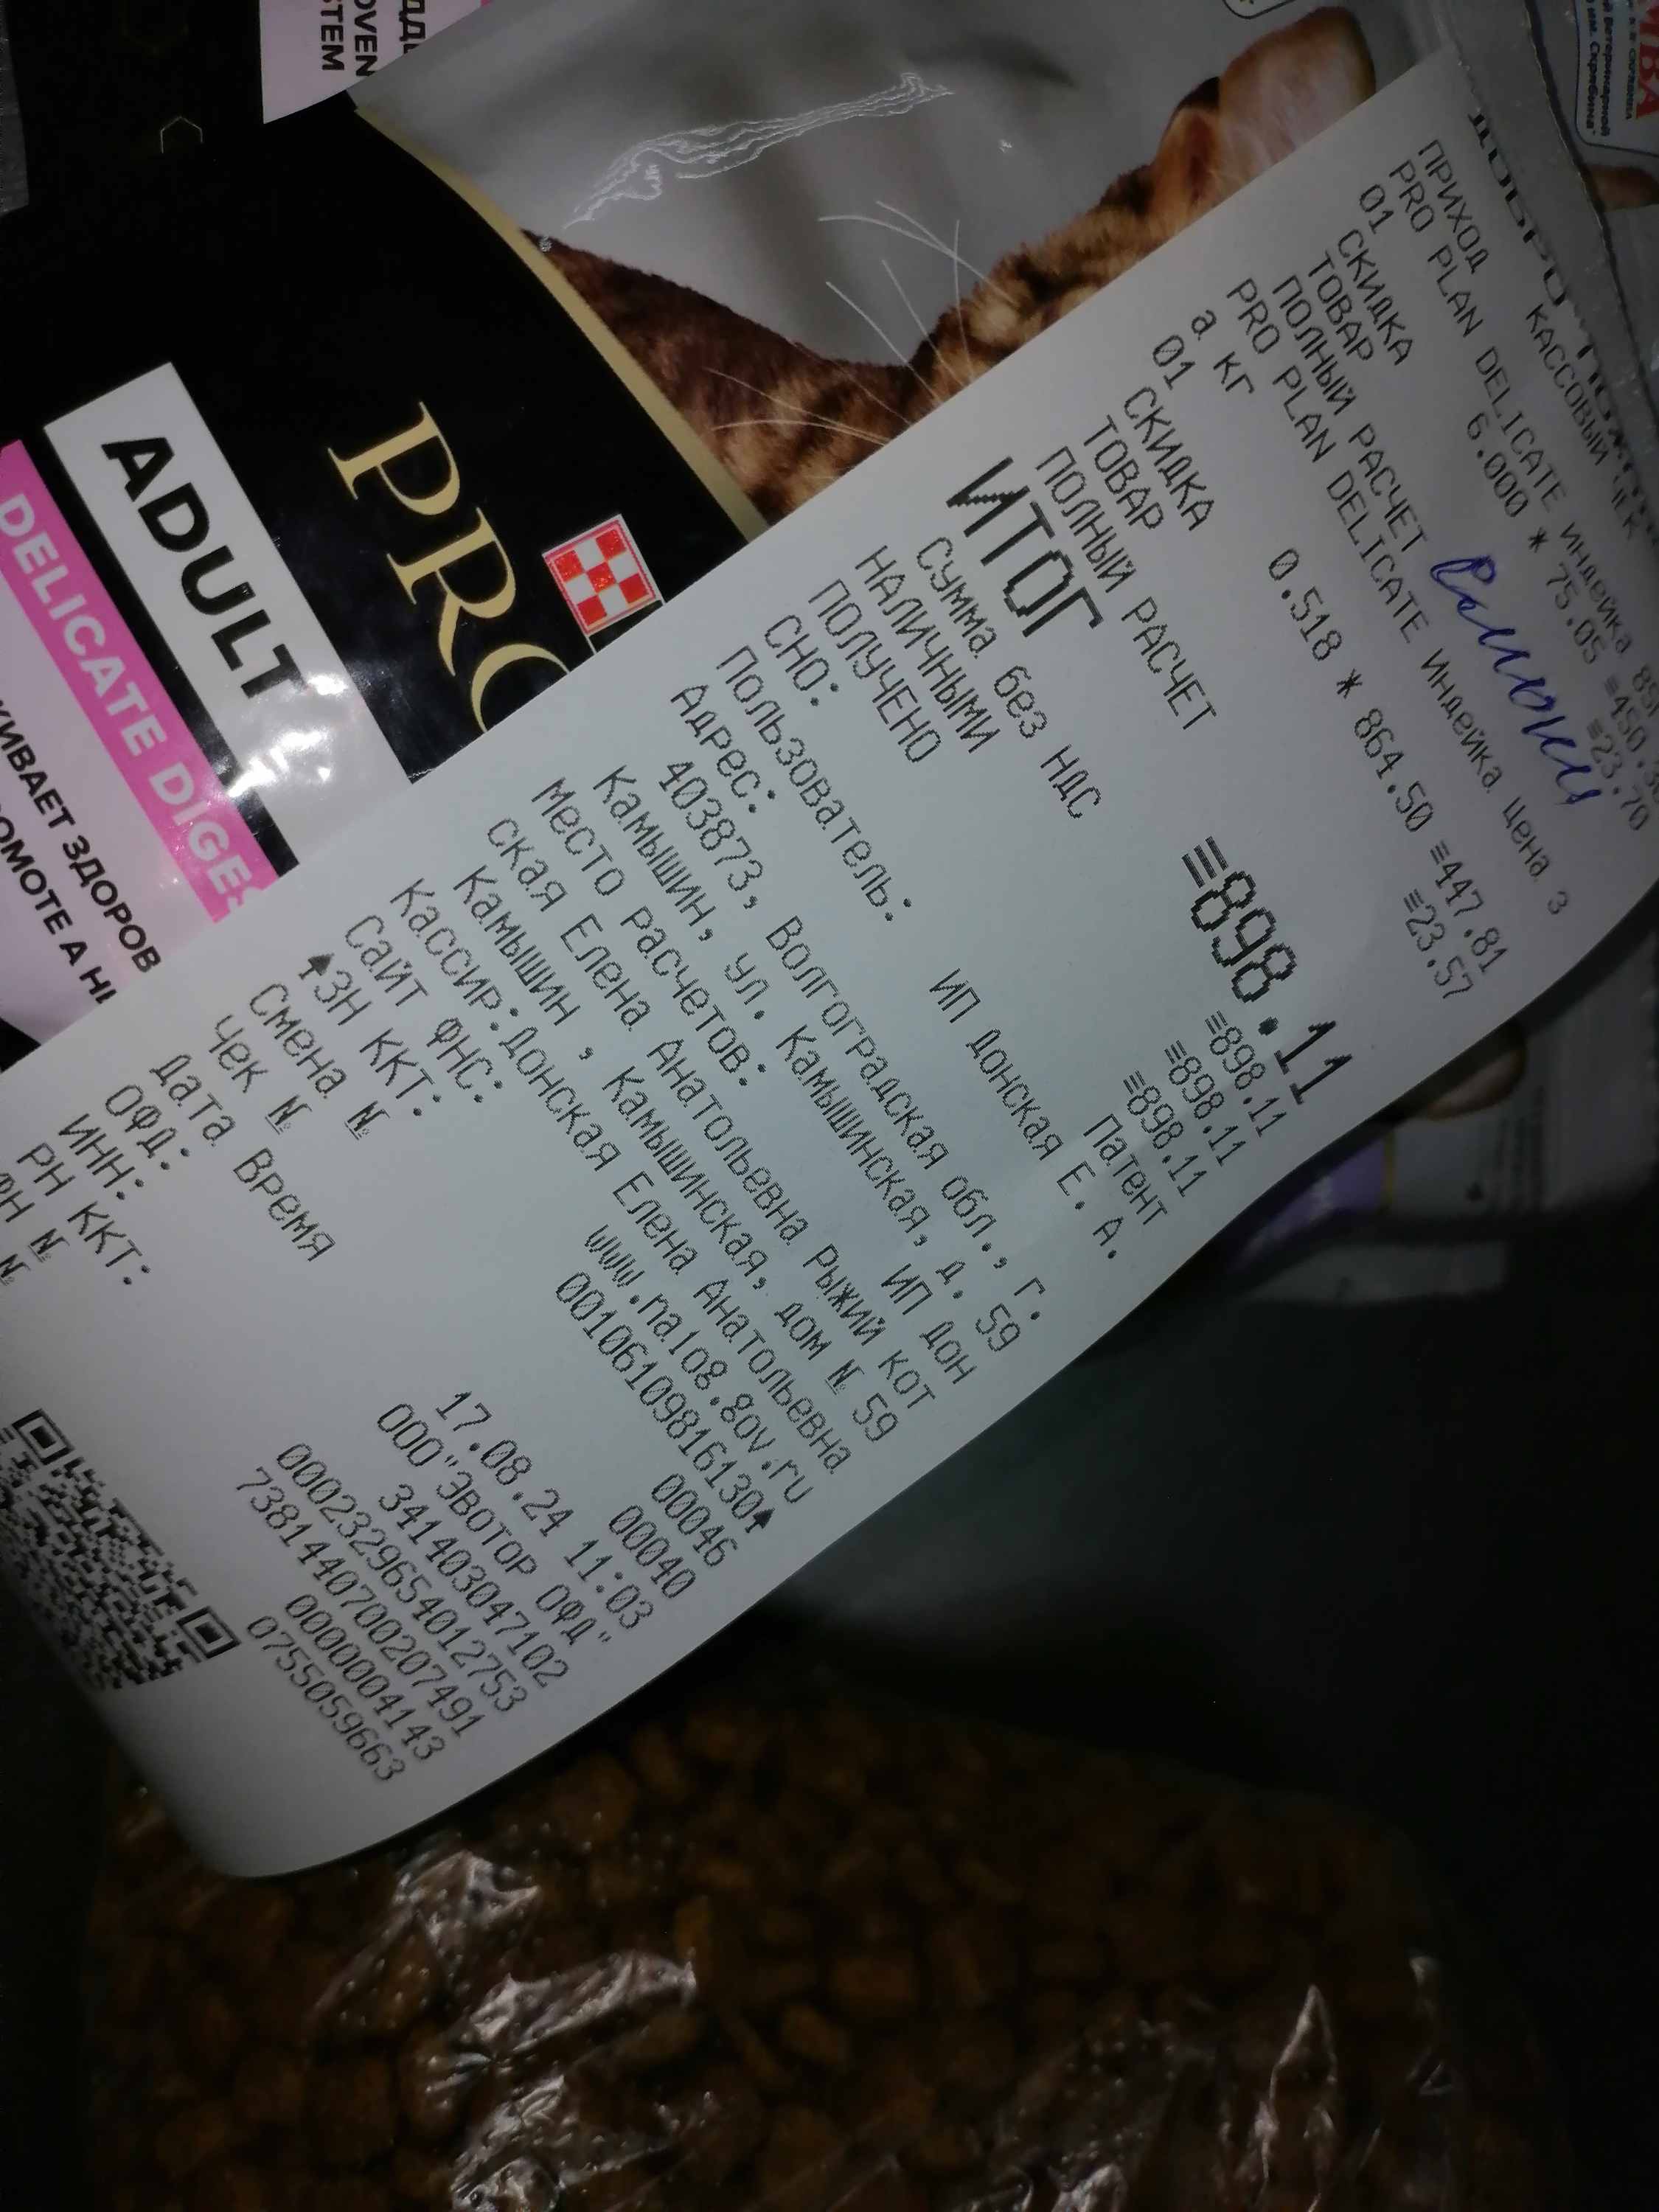 КАССОВЫЙ ЧЕК
ПРИХОД
PRO PLAN DELICATE индейка 85г
6.000 * 75.05 ≡450.30
01 СКИДКА ≡23.70
ТОВАР
ПОЛНЫЙ РАСЧЕТ
PRO PLAN DELICATE индейка цена з
а кг
0.518 * 864.50 ≡447.81
01 СКИДКА ≡23.57
ТОВАР
ПОЛНЫЙ РАСЧЕТ
ИТОГ ≡898.11
Сумма без НДС ≡898.11
НАЛИЧНЫМИ ≡898.11
ПОЛУЧЕНО ≡898.11
СНО: Патент
Пользователь: ИП Донская Е. А.
Адрес:
403873, Волгоградская обл., г.
Камышин, ул. Камышинская, д. 59
Место расчетов: ИП Дон
ская Елена Анатольевна Рыжий кот
Камышин , Камышинская, дом № 59
Кассир:Донская Елена Анатольевна
Сайт ФНС: www.nalog.gov.ru
ЗН ККТ: 00106109816130
Смена № 00046
Чек № 00040
Дата Время 17.08.24 11:03
ОФД: ООО"ЭВОТОР ОФД"
ИНН: 341403047102
РН ККТ: 0002329654012753
ФН № 7381440700207491
№ 0000004143
0755059663
PRO
ADULT
DELICATE DIGES